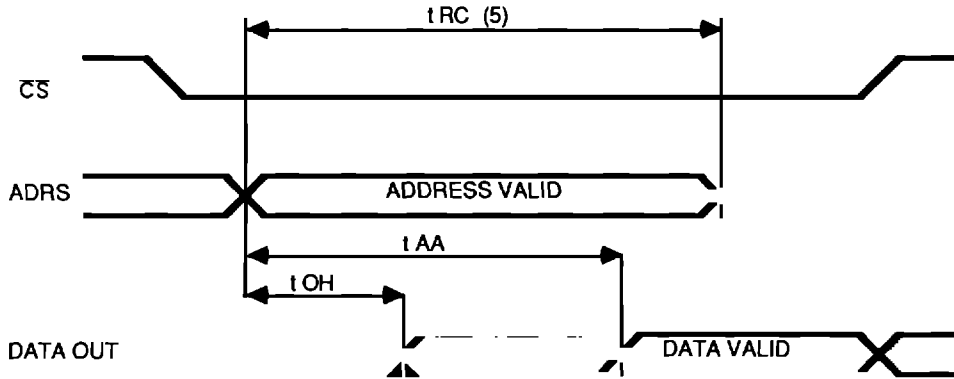 t RC (5)
CS
ADRS
ADDRESS VALID
t AA
t OH
DATA OUT
DATA VALID